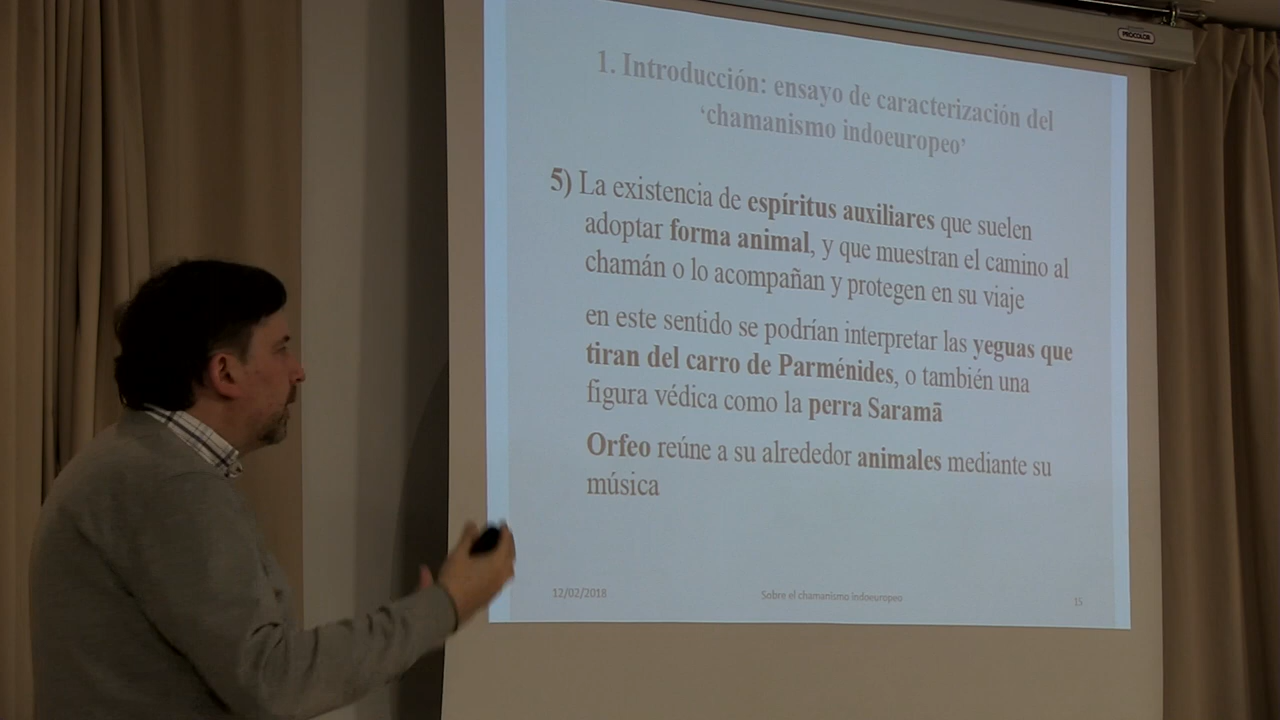 PROCOLOR
1. Introducción: ensayo de caracterización del
‘chamanismo indoeuropeo’
5) La existencia de espíritus auxiliares que suelen
adoptar forma animal, y que muestran el camino al
chamán o lo acompañan y protegen en su viaje
en este sentido se podrían interpretar las yeguas que
tiran del carro de Parménides, o también una
figura védica como la perra Saramā
Orfeo reúne a su alrededor animales mediante su
música
12/02/2018 Sobre el chamanismo indoeuropeo 15